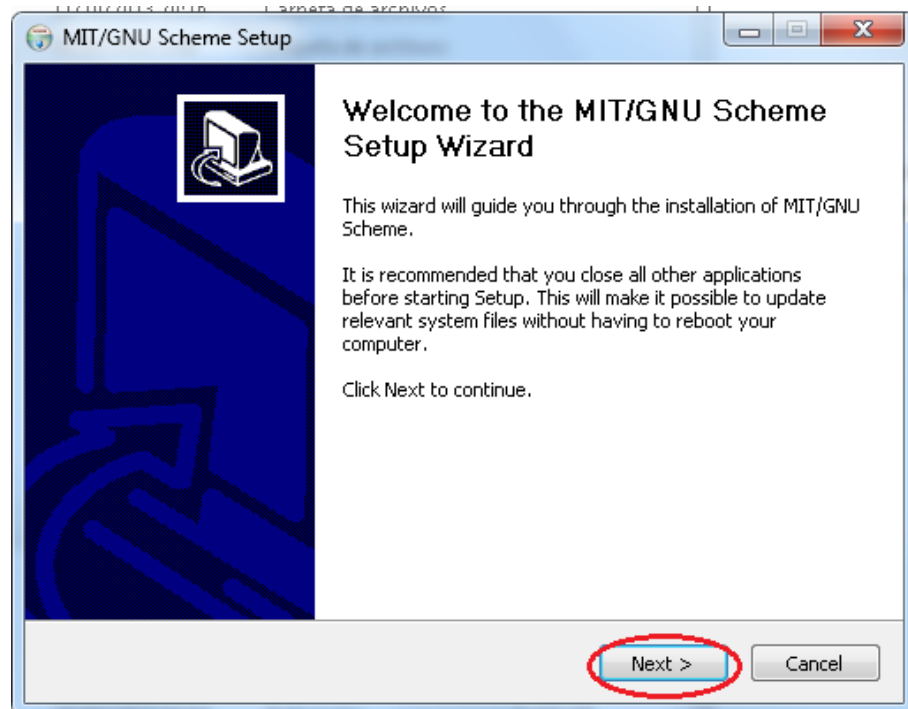 Carpeta de archivos
MIT/GNU Scheme Setup
Welcome to the MIT/GNU Scheme
Setup Wizard
This wizard will guide you through the installation of MIT/GNU
Scheme.
It is recommended that you close all other applications
before starting Setup. This will make it possible to update
relevant system files without having to reboot your
computer.
Click Next to continue.
Next >
Cancel